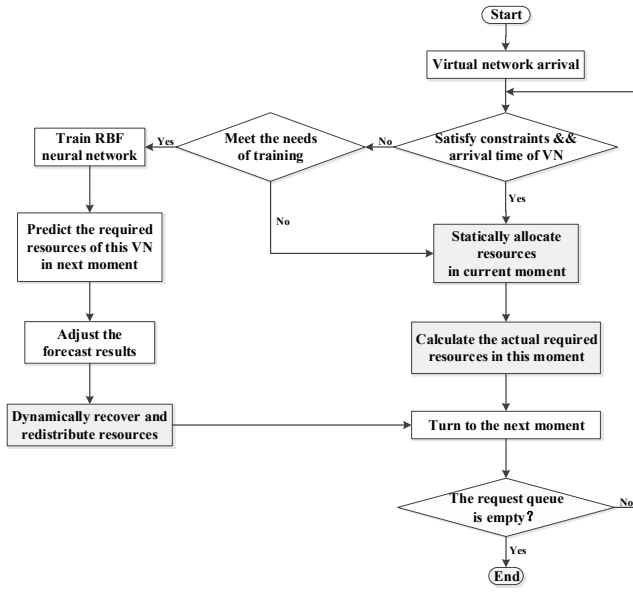 Start
Virtual network arrival
Satisfy constraints &&
arrival time of VN
No
Yes
Meet the needs
of training
Yes
No
Train RBF
neural network
Predict the required
resources of this VN
in next moment
Adjust the
forecast results
Dynamically recover and
redistribute resources
Statically allocate
resources
in current moment
Calculate the actual required
resources in this moment
Turn to the next moment
The request queue
is empty?
No
Yes
End